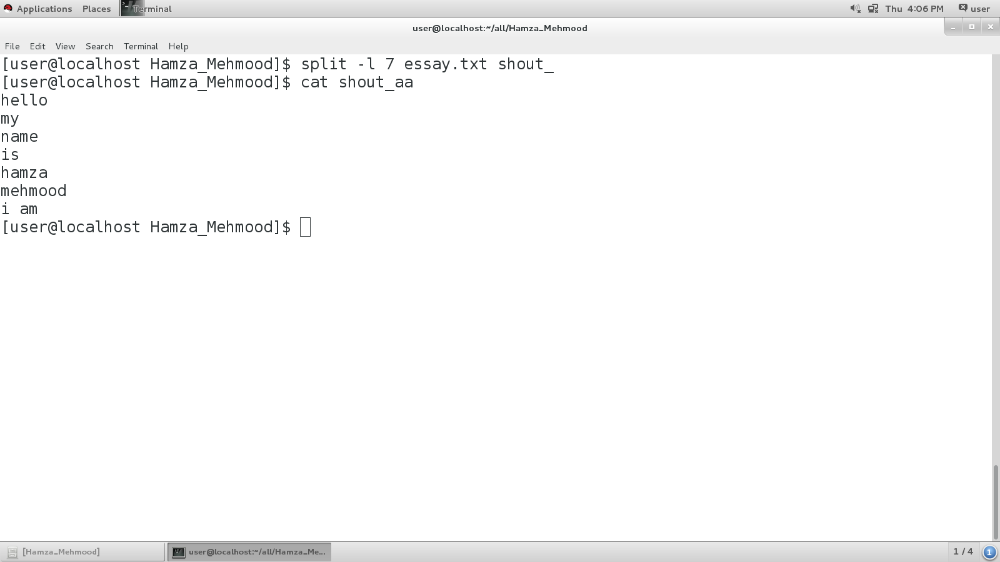 Applications Places Terminal Thu 4:06 PM user
user@localhost:~/all/Hamza_Mehmood
File Edit View Search Terminal Help
[user@localhost Hamza_Mehmood]$ split -l 7 essay.txt shout_
[user@localhost Hamza_Mehmood]$ cat shout_aa
hello
my
name
is
hamza
mehmood
i am
[user@localhost Hamza_Mehmood]$
[Hamza_Mehmood] user@localhost:~/all/Hamza_Me... 1 / 4 1